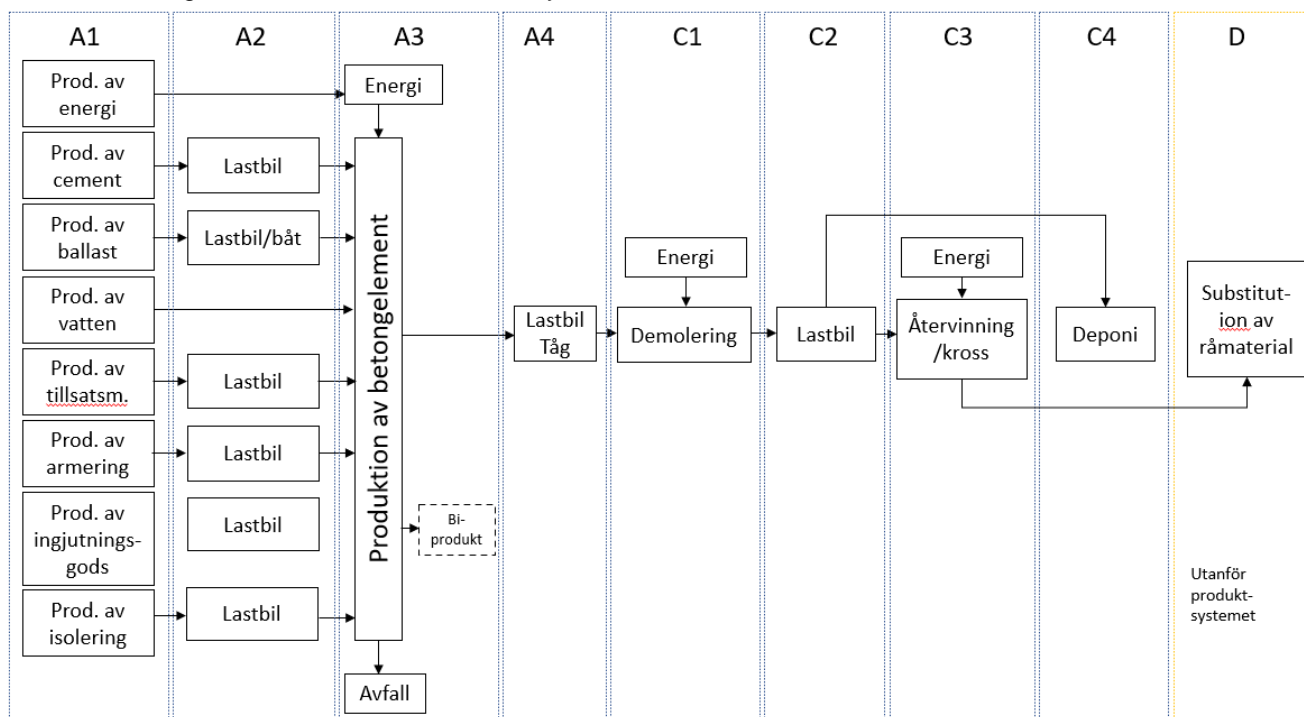 A1
A2
A3
A4
C1
C2
C3
C4
D
Prod. av
energi
Energi
Prod. av
cement
Lastbil
Prod. av
ballast
Lastbil/båt
Prod. av
vatten
Prod. av
tillsatsm.
Lastbil
Prod. av
armering
Lastbil
Prod. av
ingjutnings-
gods
Lastbil
Prod. av
isolering
Lastbil
Produktion av betongelement
Bi-
produkt
Avfall
Lastbil
Tåg
Energi
Demolering
Lastbil
Energi
Återvinning
/kross
Deponi
Substitut-
ion av
råmaterial
Utanför
produkt-
systemet